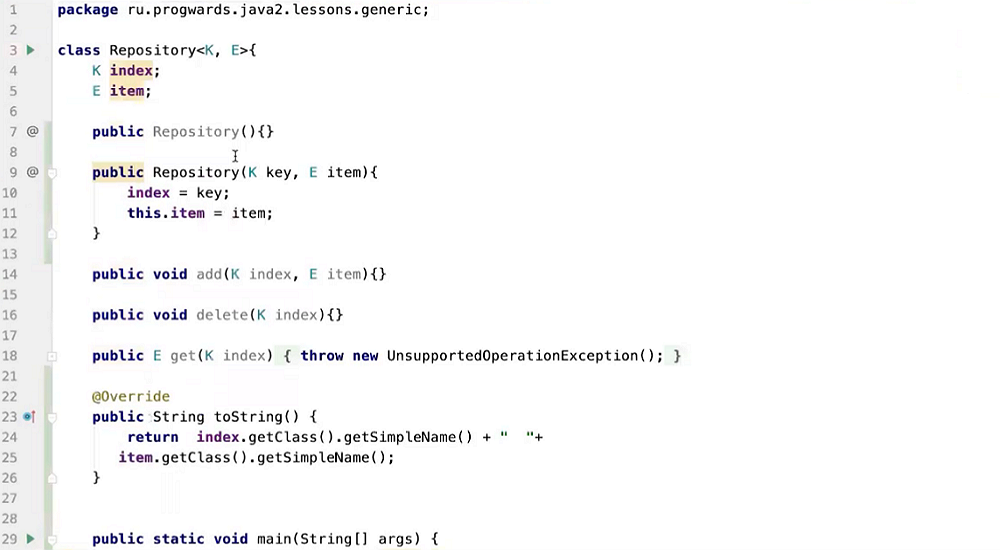 1 package ru.progwards.java2.lessons.generic;
2
3 class Repository<K, E>{
4 K index;
5 E item;
6
7 @ public Repository(){}
8
9 @ public Repository(K key, E item){
10 index = key;
11 this.item = item;
12 }
13
14 public void add(K index, E item){}
15
16 public void delete(K index){}
17
18 public E get(K index) { throw new UnsupportedOperationException(); }
21
22 @Override
23 public String toString() {
24 return index.getClass().getSimpleName() + "  "+
25 item.getClass().getSimpleName();
26 }
27
28
29 public static void main(String[] args) {